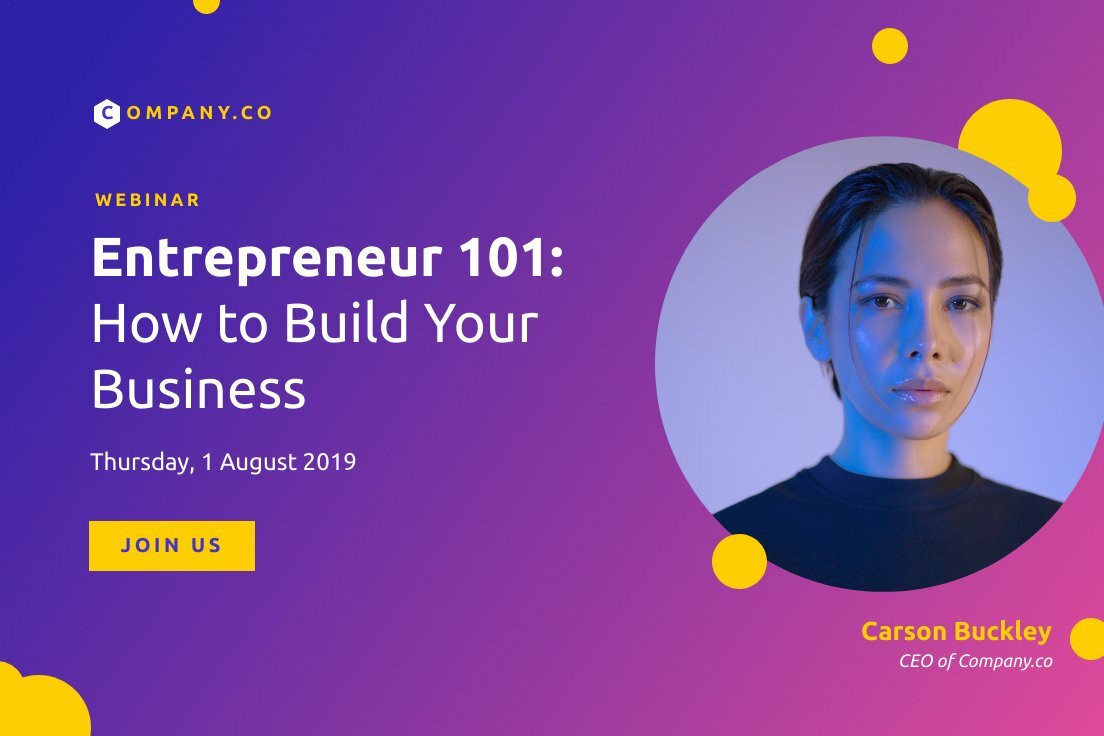 COMPANY.CO
WEBINAR
Entrepreneur 101:
How to Build Your
Business
Thursday, 1 August 2019
JOIN US
Carson Buckley
CEO of Company.co